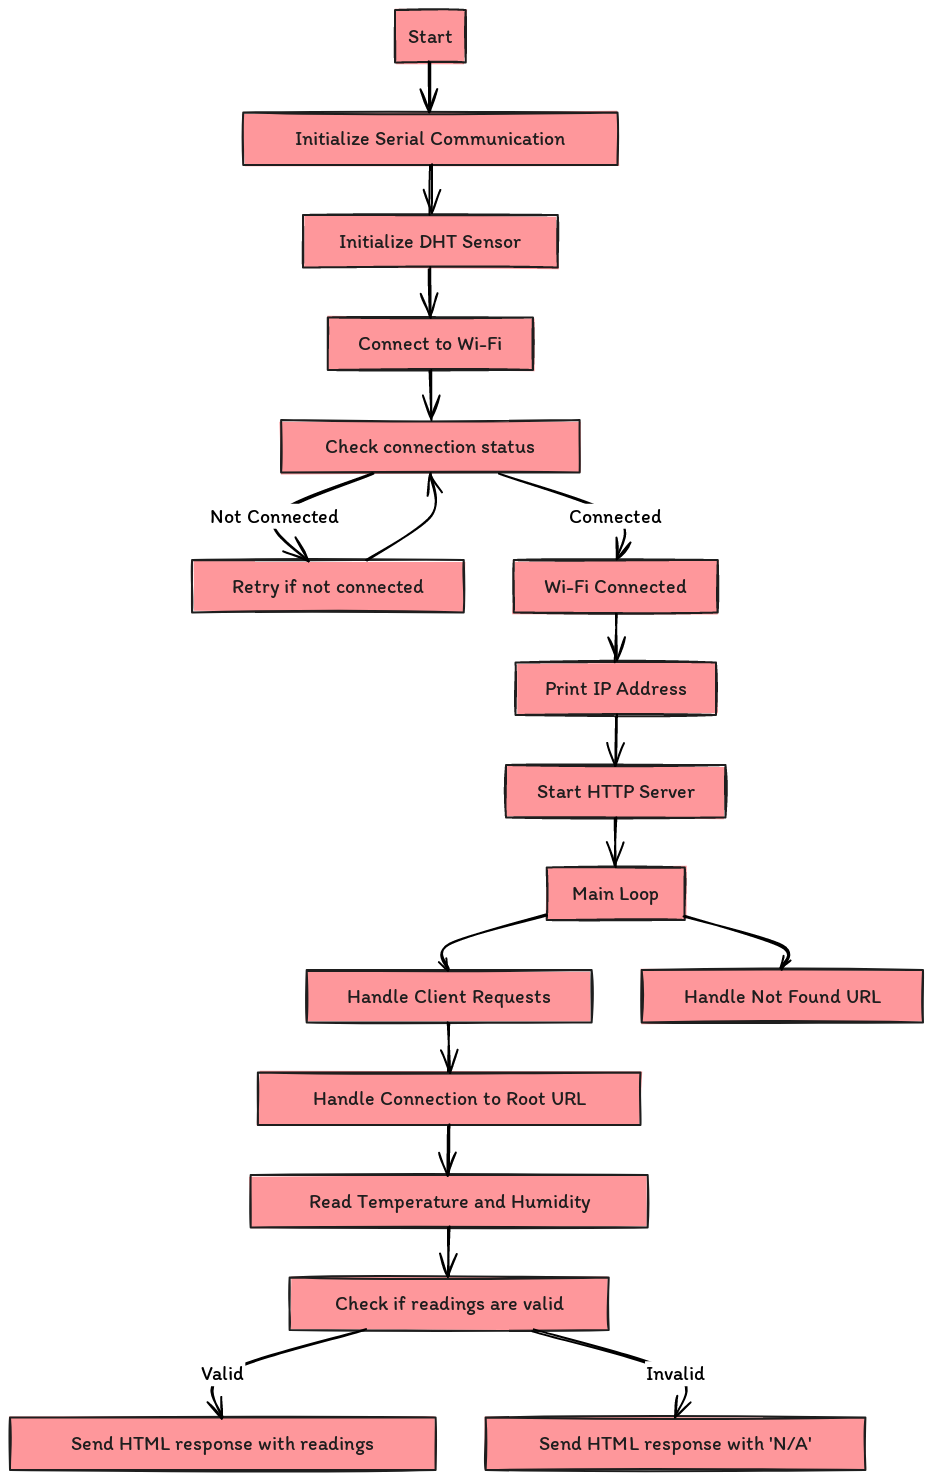 Start
Initialize Serial Communication
Initialize DHT Sensor
Connect to Wi-Fi
Check connection status
Not Connected
Connected
Retry if not connected
Wi-Fi Connected
Print IP Address
Start HTTP Server
Main Loop
Handle Client Requests
Handle Not Found URL
Handle Connection to Root URL
Read Temperature and Humidity
Check if readings are valid
Valid
Invalid
Send HTML response with readings
Send HTML response with 'N/A'